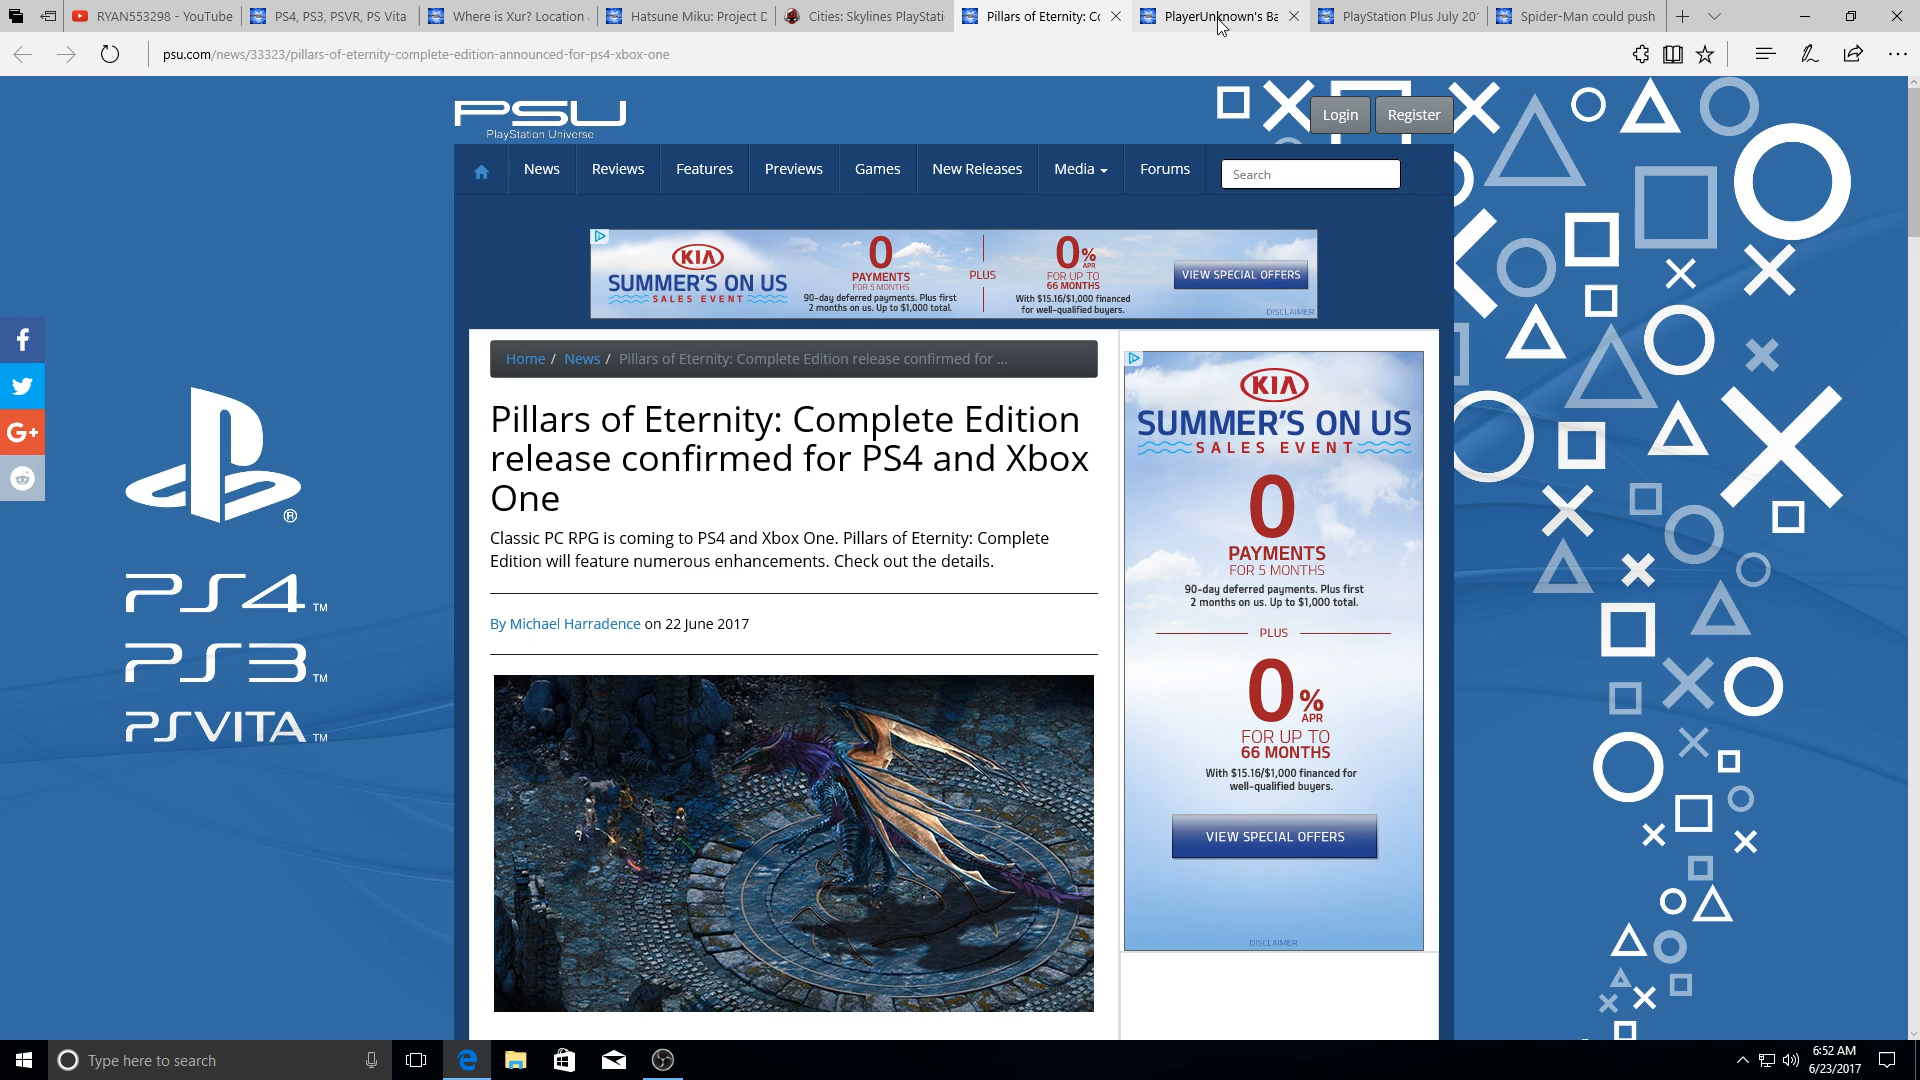 RYAN553298 - YouTube
PS4, PS3, PSVR, PS Vita
Where is Xur? Location
Hatsune Miku: Project D
Cities: Skylines PlayStati
Pillars of Eternity: Co
PlayerUnknown's Ba
PlayStation Plus July 201
Spider-Man could push
psu.com/news/33323/pillars-of-eternity-complete-edition-announced-for-ps4-xbox-one
PSU
PlayStation Universe
Login
Register
News
Reviews
Features
Previews
Games
New Releases
Media
Forums
Search
KIA
SUMMER'S ON US
SALES EVENT
0
PAYMENTS
FOR 5 MONTHS
90-day deferred payments. Plus first
2 months on us. Up to $1,000 total.
PLUS
0%
APR
FOR UP TO
66 MONTHS
With $15.16/$1,000 financed
for well-qualified buyers.
VIEW SPECIAL OFFERS
DISCLAIMER
f
G+
PS4™
PS3™
PSVITA™
®
Home / News / Pillars of Eternity: Complete Edition release confirmed for ...
Pillars of Eternity: Complete Edition
release confirmed for PS4 and Xbox
One
Classic PC RPG is coming to PS4 and Xbox One. Pillars of Eternity: Complete
Edition will feature numerous enhancements. Check out the details.
By Michael Harradence on 22 June 2017
KIA
SUMMER'S ON US
SALES EVENT
0
PAYMENTS
FOR 5 MONTHS
90-day deferred payments. Plus first
2 months on us. Up to $1,000 total.
PLUS
0%
APR
FOR UP TO
66 MONTHS
With $15.16/$1,000 financed for
well-qualified buyers.
VIEW SPECIAL OFFERS
DISCLAIMER
Type here to search
6:52 AM
6/23/2017